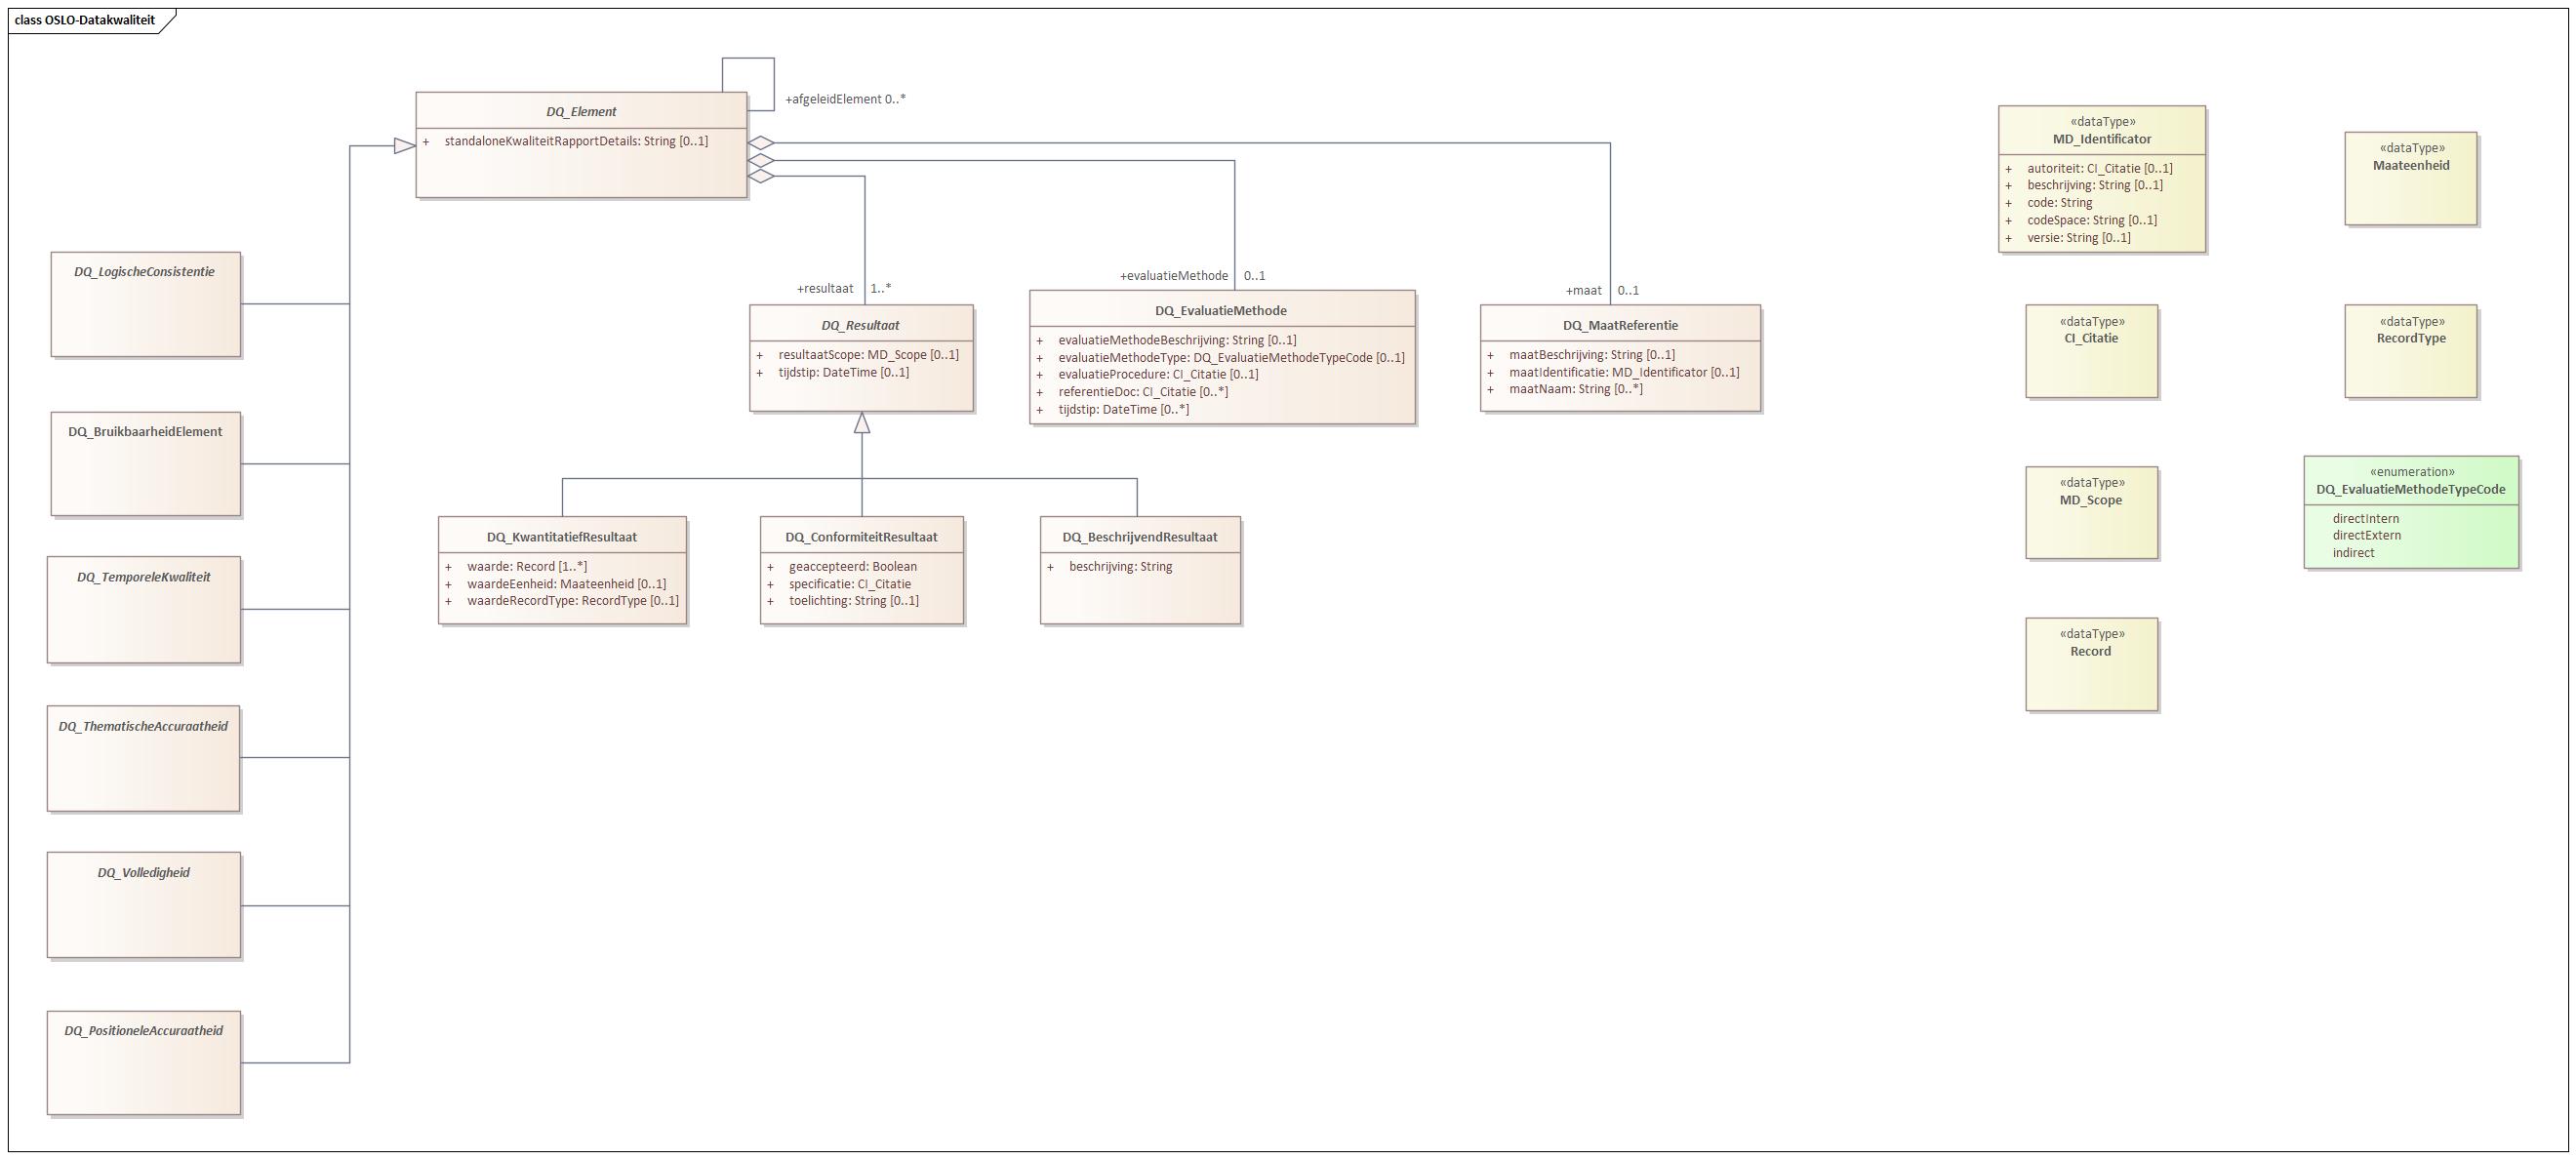 class OSLO-Datakwaliteit
DQ_Element
+ standaloneKwaliteitRapportDetails: String [0..1]
+afgeleidElement 0..*
+resultaat 1..*
+evaluatieMethode 0..1
+maat 0..1
DQ_LogischeConsistentie
DQ_BruikbaarheidElement
DQ_TemporeleKwaliteit
DQ_ThematischeAccuraatheid
DQ_Volledigheid
DQ_PositioneleAccuraatheid
DQ_Resultaat
+ resultaatScope: MD_Scope [0..1]
+ tijdstip: DateTime [0..1]
DQ_EvaluatieMethode
+ evaluatieMethodeBeschrijving: String [0..1]
+ evaluatieMethodeType: DQ_EvaluatieMethodeTypeCode [0..1]
+ evaluatieProcedure: CI_Citatie [0..1]
+ referentieDoc: CI_Citatie [0..*]
+ tijdstip: DateTime [0..*]
DQ_MaatReferentie
+ maatBeschrijving: String [0..1]
+ maatIdentificatie: MD_Identificator [0..1]
+ maatNaam: String [0..*]
DQ_KwantitatiefResultaat
+ waarde: Record [1..*]
+ waardeEenheid: Maateenheid [0..1]
+ waardeRecordType: RecordType [0..1]
DQ_ConformiteitResultaat
+ geaccepteerd: Boolean
+ specificatie: CI_Citatie
+ toelichting: String [0..1]
DQ_BeschrijvendResultaat
+ beschrijving: String
«dataType»
MD_Identificator
+ autoriteit: CI_Citatie [0..1]
+ beschrijving: String [0..1]
+ code: String
+ codeSpace: String [0..1]
+ versie: String [0..1]
«dataType»
Maateenheid
«dataType»
CI_Citatie
«dataType»
RecordType
«dataType»
MD_Scope
«enumeration»
DQ_EvaluatieMethodeTypeCode
directIntern
directExtern
indirect
«dataType»
Record